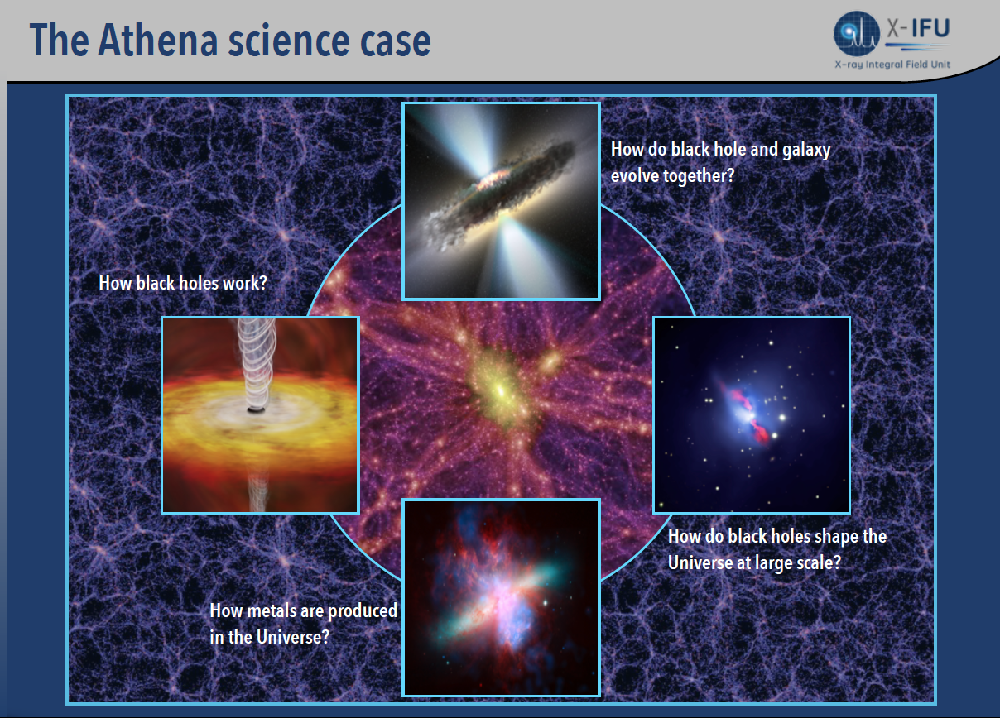 The Athena science case
X-IFU
X-ray Integral Field Unit
How do black hole and galaxy
evolve together?
How black holes work?
How do black holes shape the
Universe at large scale?
How metals are produced
in the Universe?